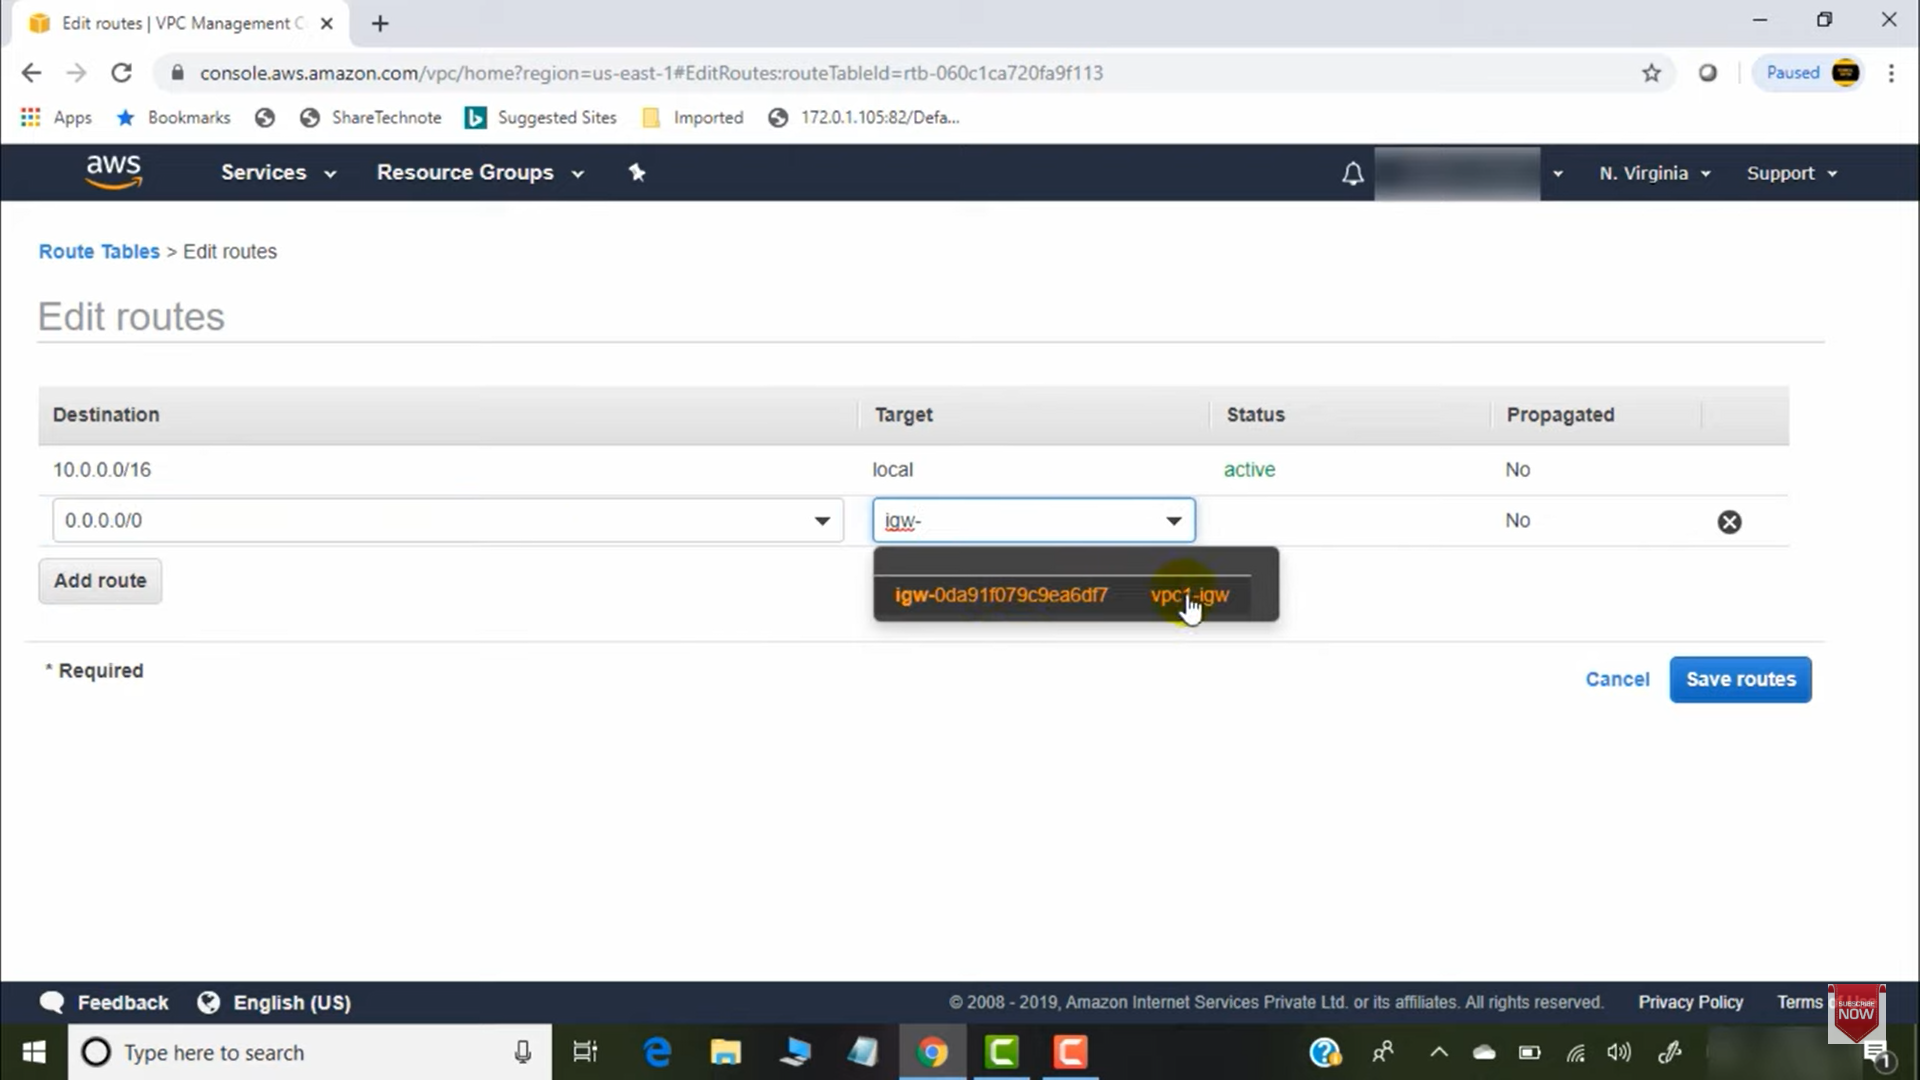 Edit routes | VPC Management C
console.aws.amazon.com/vpc/home?region=us-east-1#EditRoutes:routeTableId=rtb-060c1ca720fa9f113
Paused
Apps
Bookmarks
ShareTechnote
Suggested Sites
Imported
172.0.1.105:82/Defa...
aws
Services
Resource Groups
N. Virginia
Support
Route Tables > Edit routes
Edit routes
Destination
Target
Status
Propagated
10.0.0.0/16
local
active
No
0.0.0.0/0
igw-
No
Add route
igw-0da91f079c9ea6df7
vpc1-igw
* Required
Cancel
Save routes
Feedback
English (US)
© 2008 - 2019, Amazon Internet Services Private Ltd. or its affiliates. All rights reserved.
Privacy Policy
Terms
SUBSCRIBE
NOW
Type here to search
1